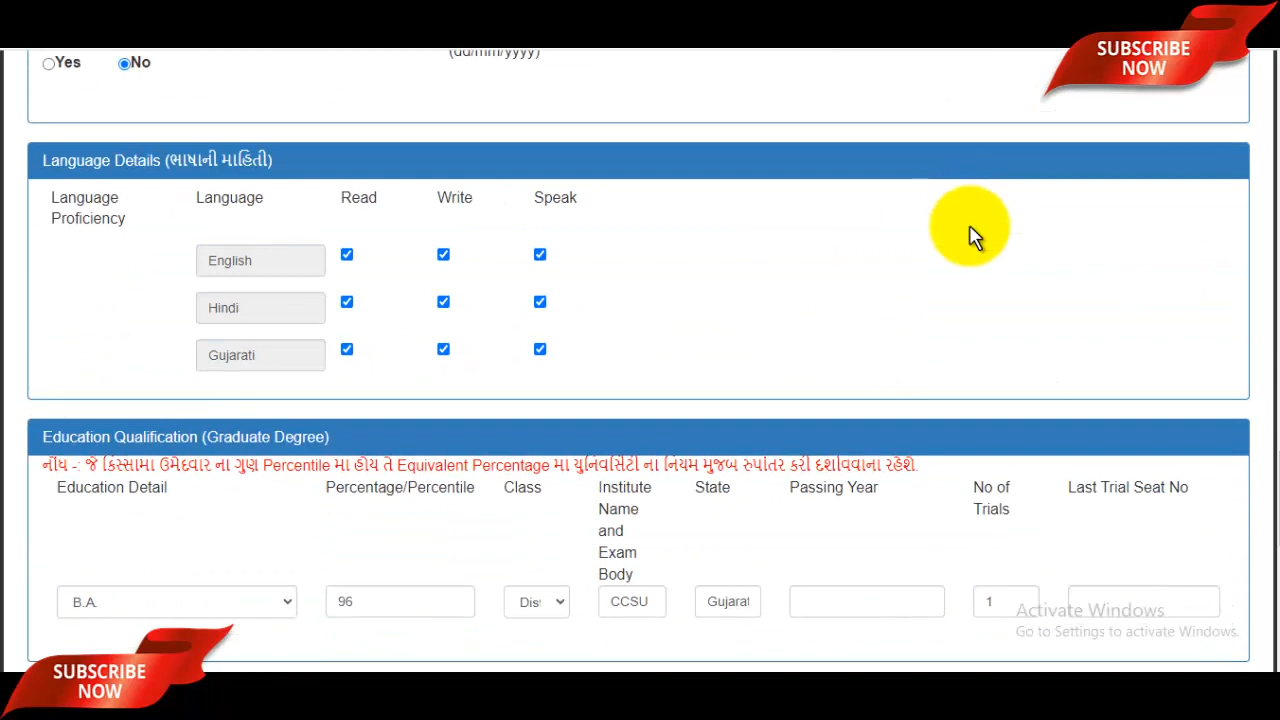 SUBSCRIBE
NOW
(dd/mm/yyyy)
Yes No
Language Details (ભાષાની માહિતી)
Language Language Read Write Speak
Proficiency
English
Hindi
Gujarati
Education Qualification (Graduate Degree)
નોંધ -: જે કિસ્સામા ઉમેદવાર ના ગુણ Percentile મા હોય તે Equivalent Percentage મા યુનિવર્સિટી ના નિયમ મુજબ રુપાંતર કરી દર્શાવવાના રહેશે.
Education Detail Percentage/Percentile Class Institute State Passing Year No of Last Trial Seat No
Name Trials
and
Exam
Body
B.A. 96 Dis CCSU Gujarat 1
Activate Windows
Go to Settings to activate Windows.
SUBSCRIBE
NOW